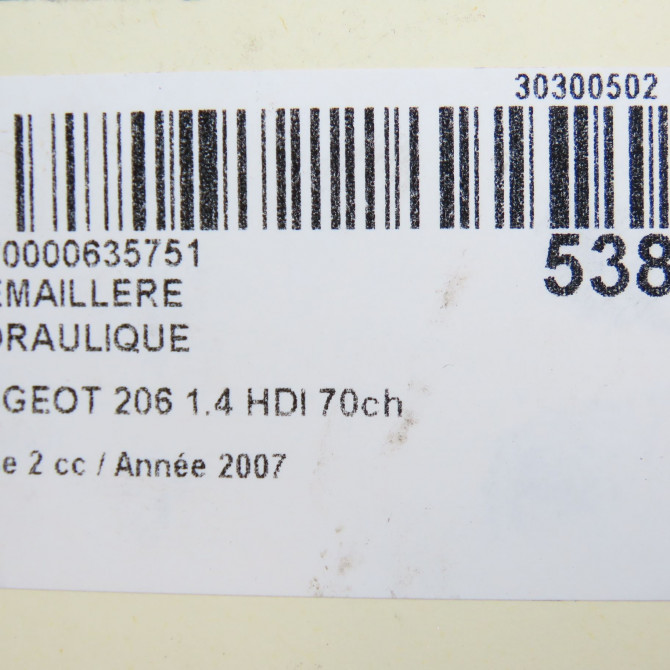 30300502
0000635751
538
EMAILLERE
DRAULIQUE
GEOT 206 1.4 HDI 70ch
e 2 cc / Année 2007